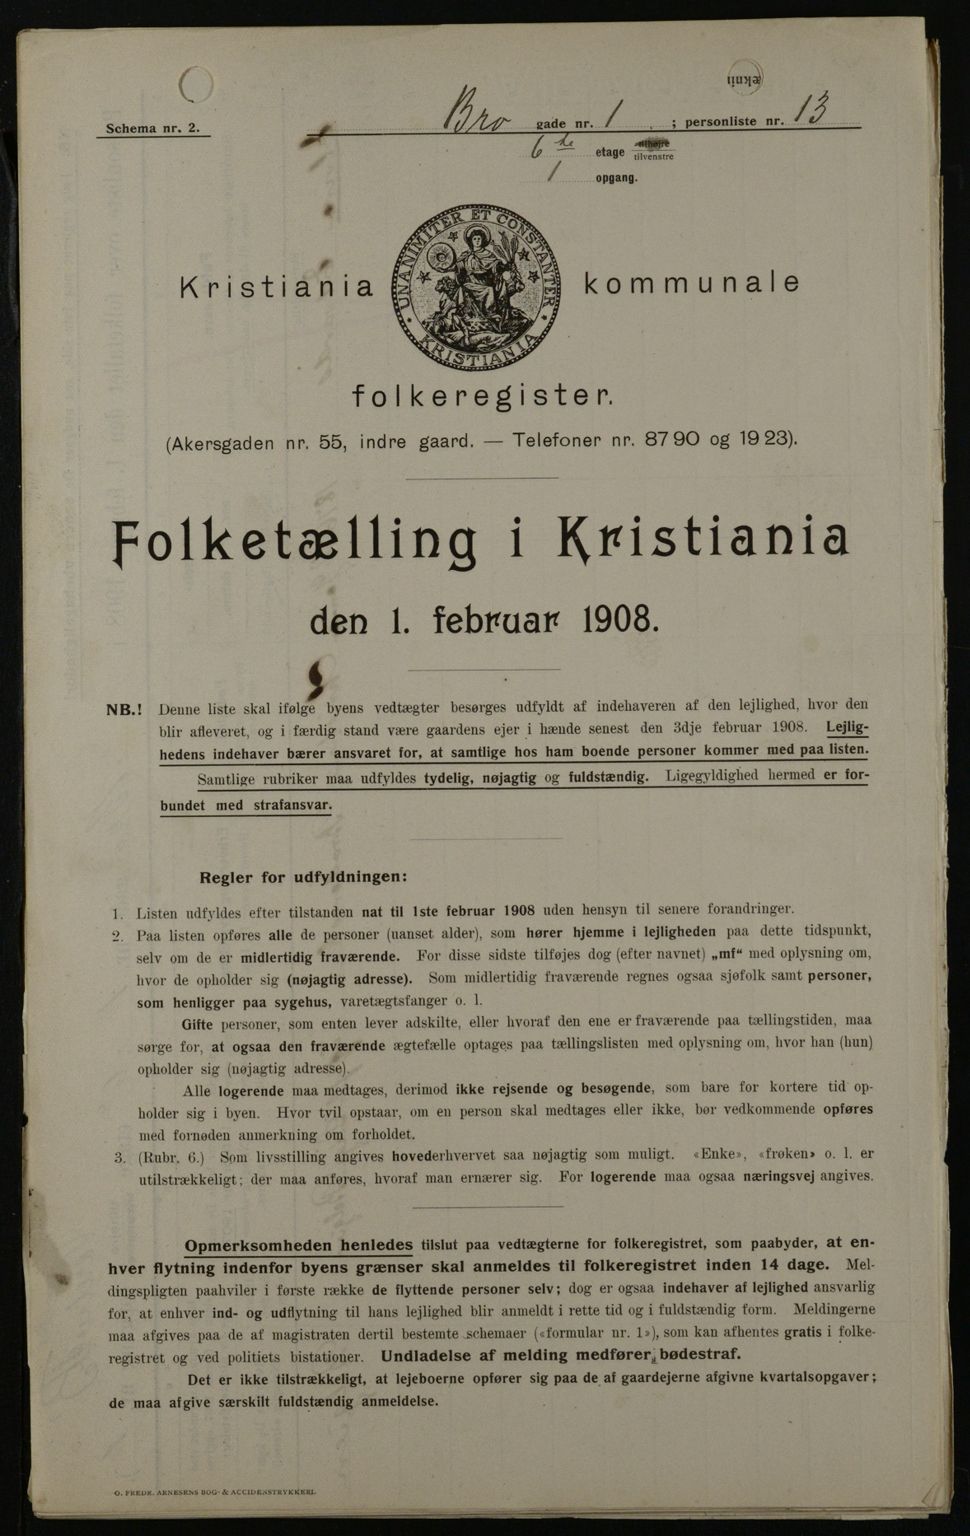 æknli
Schema nr. 2.
Bro gade nr. 1 ; personliste nr. 13
6te etage tilhøjre
tilvenstre
1 opgang.
UNANIMITER ET CONSTANTER
KRISTIANIA
Kristiania kommunale
folkeregister.
(Akersgaden nr. 55, indre gaard. — Telefoner nr. 87 90 og 19 23).
Folketælling i Kristiania
den 1. februar 1908.
NB.! Denne liste skal ifølge byens vedtægter besørges udfyldt af indehaveren af den lejlighed, hvor den
blir afleveret, og i færdig stand være gaardens ejer i hænde senest den 3dje februar 1908. Lejlig-
hedens indehaver bærer ansvaret for, at samtlige hos ham boende personer kommer med paa listen.
Samtlige rubriker maa udfyldes tydelig, nøjagtig og fuldstændig. Ligegyldighed hermed er for-
bundet med strafansvar.
Regler for udfyldningen:
1. Listen udfyldes efter tilstanden nat til 1ste februar 1908 uden hensyn til senere forandringer.
2. Paa listen opføres alle de personer (uanset alder), som hører hjemme i lejligheden paa dette tidspunkt,
selv om de er midlertidig fraværende. For disse sidste tilføjes dog (efter navnet) „mf“ med oplysning om,
hvor de opholder sig (nøjagtig adresse). Som midlertidig fraværende regnes ogsaa sjøfolk samt personer,
som henligger paa sygehus, varetægtsfanger o. l.
Gifte personer, som enten lever adskilte, eller hvoraf den ene er fraværende paa tællingstiden, maa
sørge for, at ogsaa den fraværende ægtefælle optages paa tællingslisten med oplysning om, hvor han (hun)
opholder sig (nøjagtig adresse).
Alle logerende maa medtages, derimod ikke rejsende og besøgende, som bare for kortere tid op-
holder sig i byen. Hvor tvil opstaar, om en person skal medtages eller ikke, bør vedkommende opføres
med fornøden anmerkning om forholdet.
3. (Rubr. 6.) Som livsstilling angives hovederhvervet saa nøjagtig som muligt. «Enke», «frøken» o. l. er
utilstrækkeligt; der maa anføres, hvoraf man ernærer sig. For logerende maa ogsaa næringsvej angives.
Opmerksomheden henledes tilslut paa vedtægterne for folkeregistret, som paabyder, at en-
hver flytning indenfor byens grænser skal anmeldes til folkeregistret inden 14 dage. Mel-
dingspligten paahviler i første række de flyttende personer selv; dog er ogsaa indehaver af lejlighed ansvarlig
for, at enhver ind- og udflytning til hans lejlighed blir anmeldt i rette tid og i fuldstændig form. Meldingerne
maa afgives paa de af magistraten dertil bestemte schemaer («formular nr. 1»), som kan afhentes gratis i folke-
registret og ved politiets bistationer. Undladelse af melding medfører bødestraf.
Det er ikke tilstrækkeligt, at lejeboerne opfører sig paa de af gaardejerne afgivne kvartalsopgaver;
de maa afgive særskilt fuldstændig anmeldelse.
O. FREDR. ARNESENS BOG- & ACCIDENSTRYKKERI.